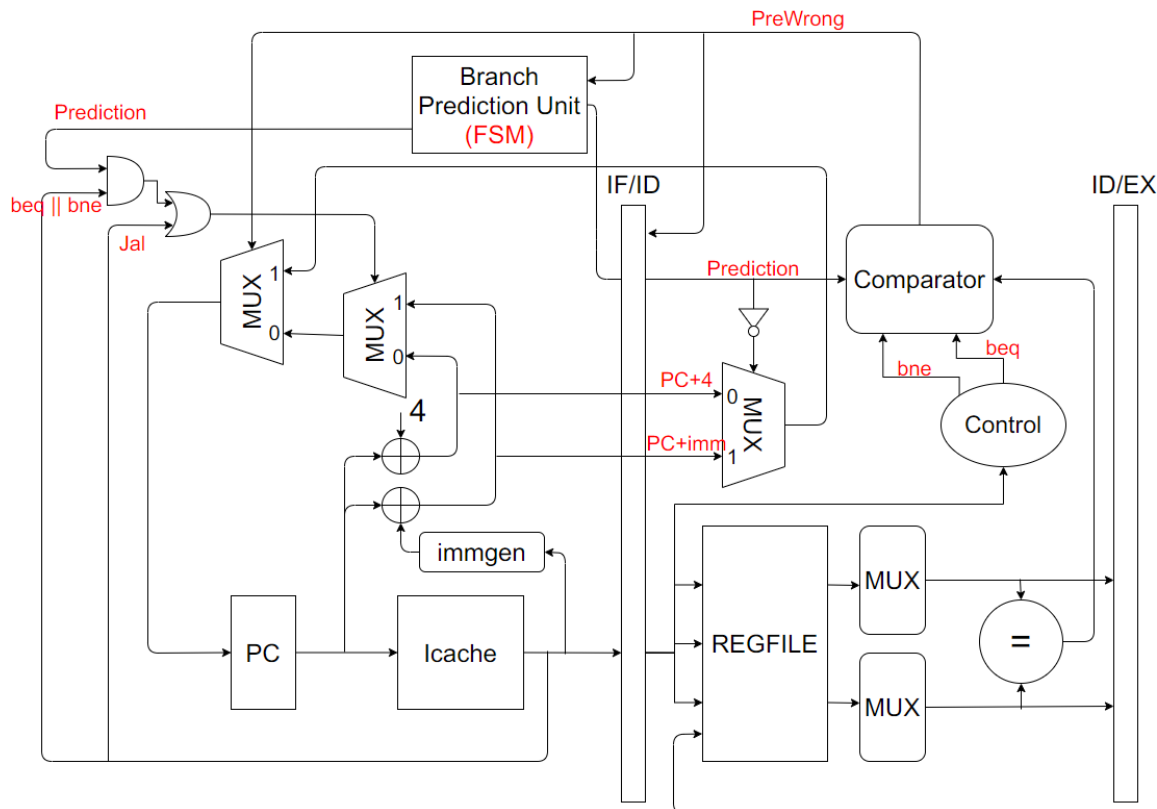 PreWrong
Branch
Prediction Unit
(FSM)
Prediction
IF/ID
ID/EX
beq || bne
Jal
MUX
1
0
MUX
1
0
Prediction
Comparator
bne
beq
Control
PC+4
0
MUX
PC+imm
1
4
immgen
PC
Icache
REGFILE
MUX
MUX
=